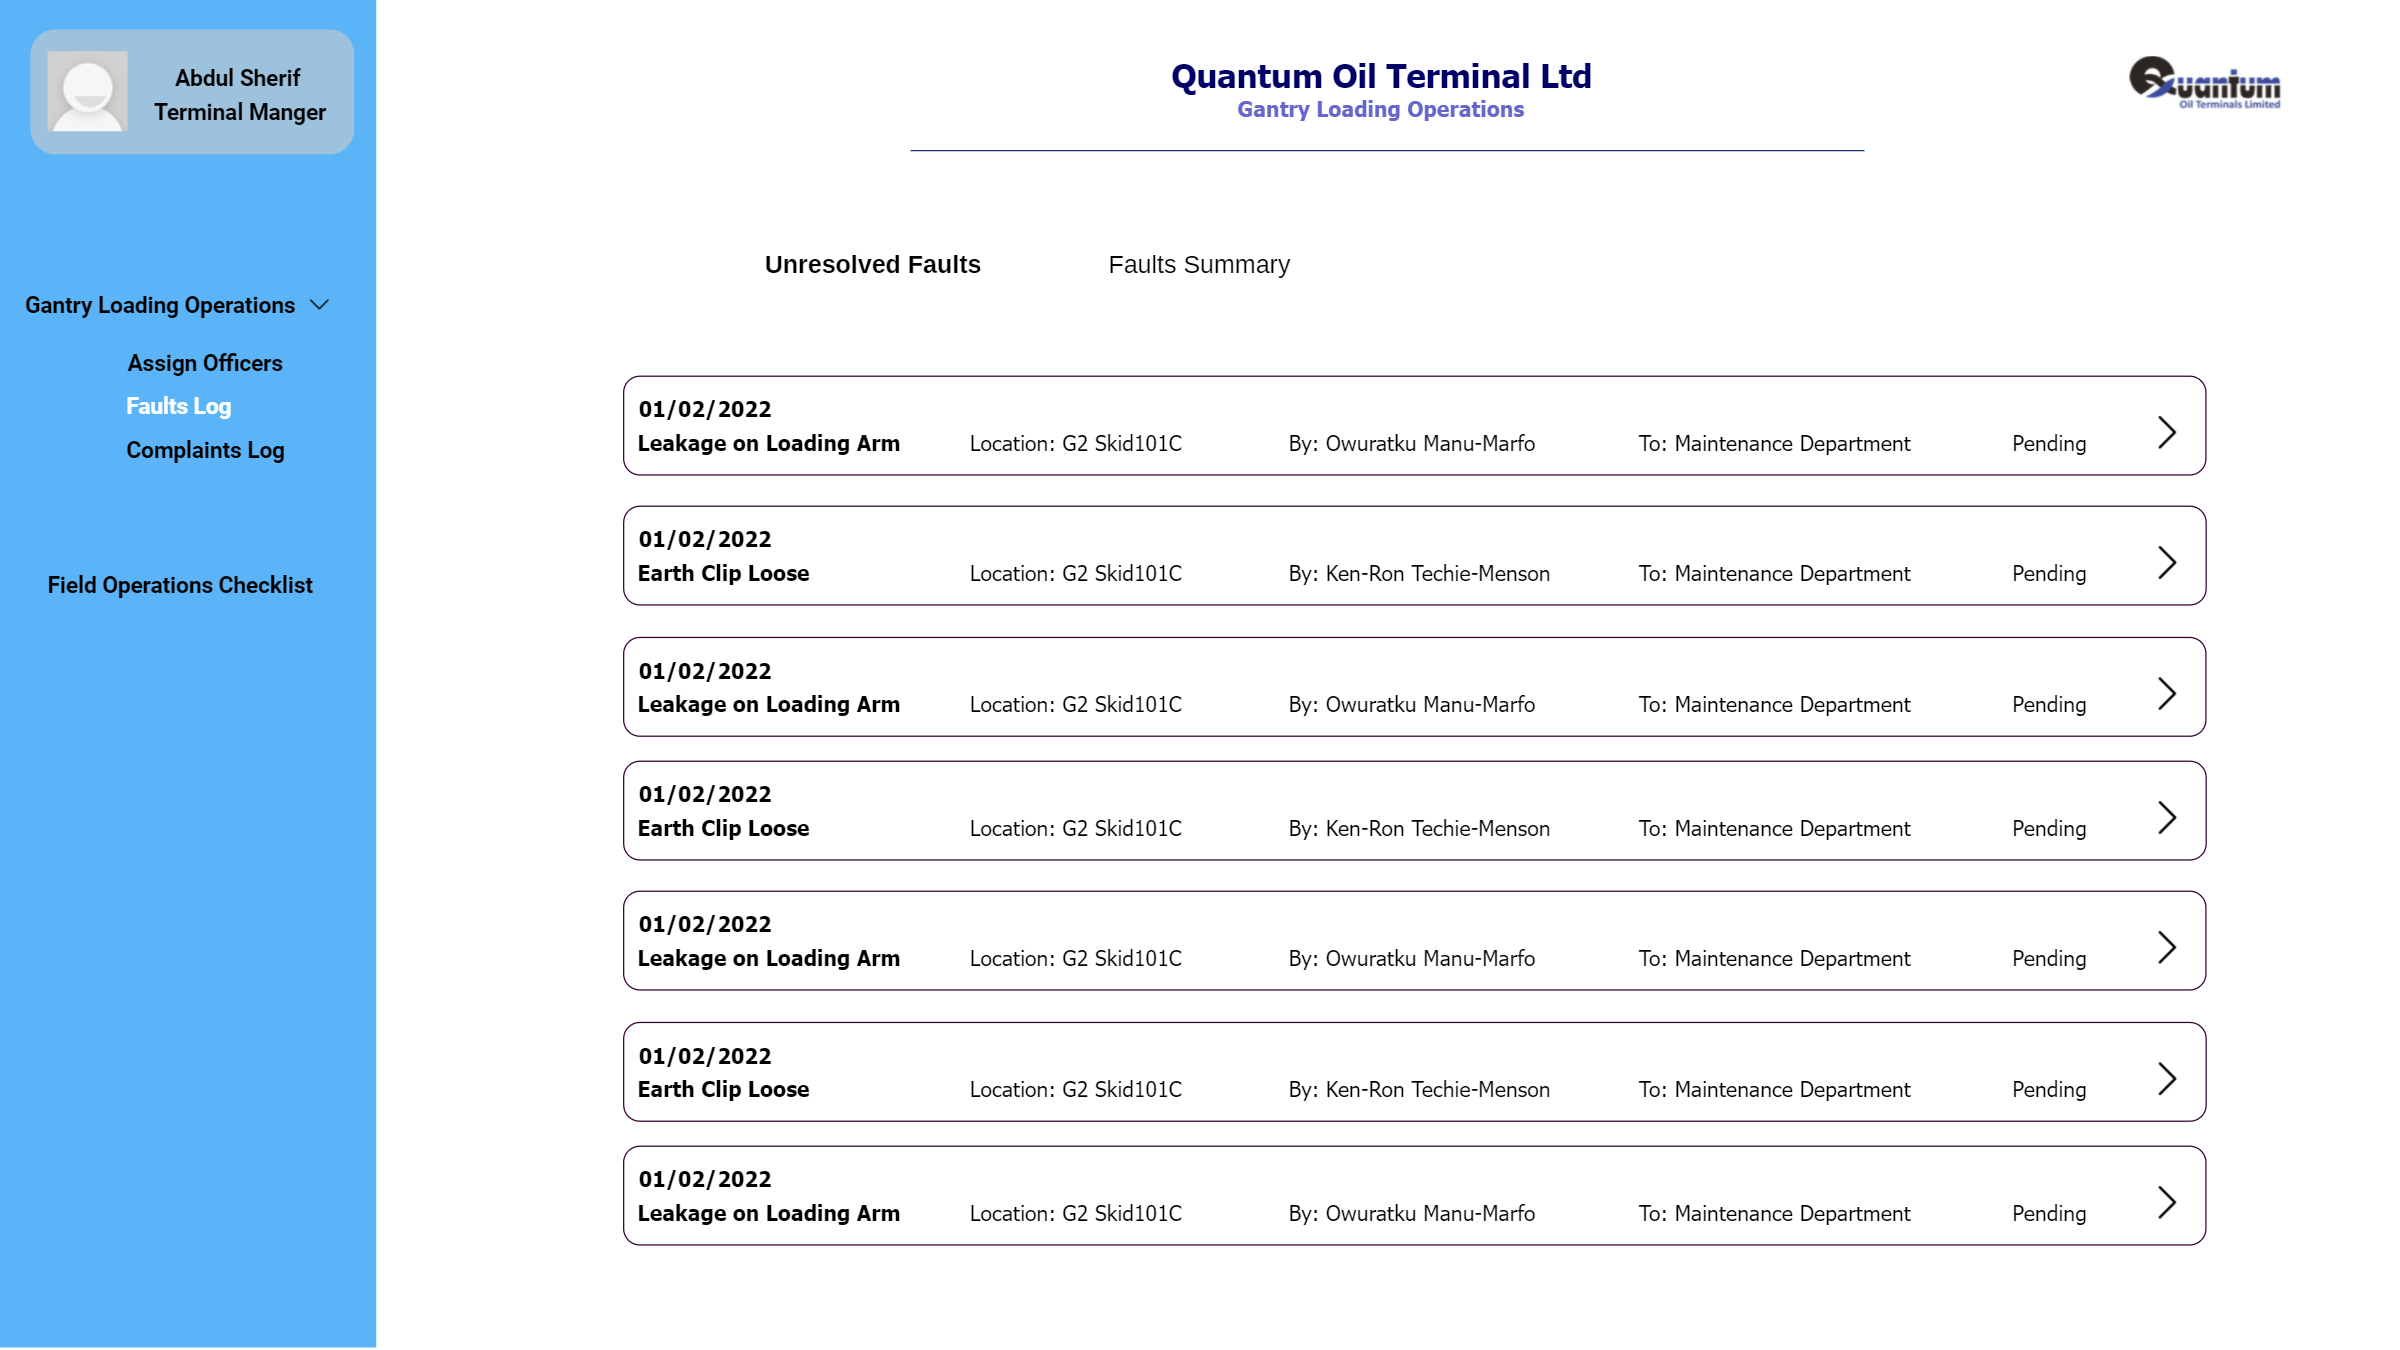 Abdul Sherif
Terminal Manger
Gantry Loading Operations
Assign Officers
Faults Log
Complaints Log
Field Operations Checklist
Quantum Oil Terminal Ltd
Gantry Loading Operations
Quantum
Oil Terminals Limited
Unresolved Faults Faults Summary
01/02/2022
Leakage on Loading Arm Location: G2 Skid101C By: Owuratku Manu-Marfo To: Maintenance Department Pending
01/02/2022
Earth Clip Loose Location: G2 Skid101C By: Ken-Ron Techie-Menson To: Maintenance Department Pending
01/02/2022
Leakage on Loading Arm Location: G2 Skid101C By: Owuratku Manu-Marfo To: Maintenance Department Pending
01/02/2022
Earth Clip Loose Location: G2 Skid101C By: Ken-Ron Techie-Menson To: Maintenance Department Pending
01/02/2022
Leakage on Loading Arm Location: G2 Skid101C By: Owuratku Manu-Marfo To: Maintenance Department Pending
01/02/2022
Earth Clip Loose Location: G2 Skid101C By: Ken-Ron Techie-Menson To: Maintenance Department Pending
01/02/2022
Leakage on Loading Arm Location: G2 Skid101C By: Owuratku Manu-Marfo To: Maintenance Department Pending